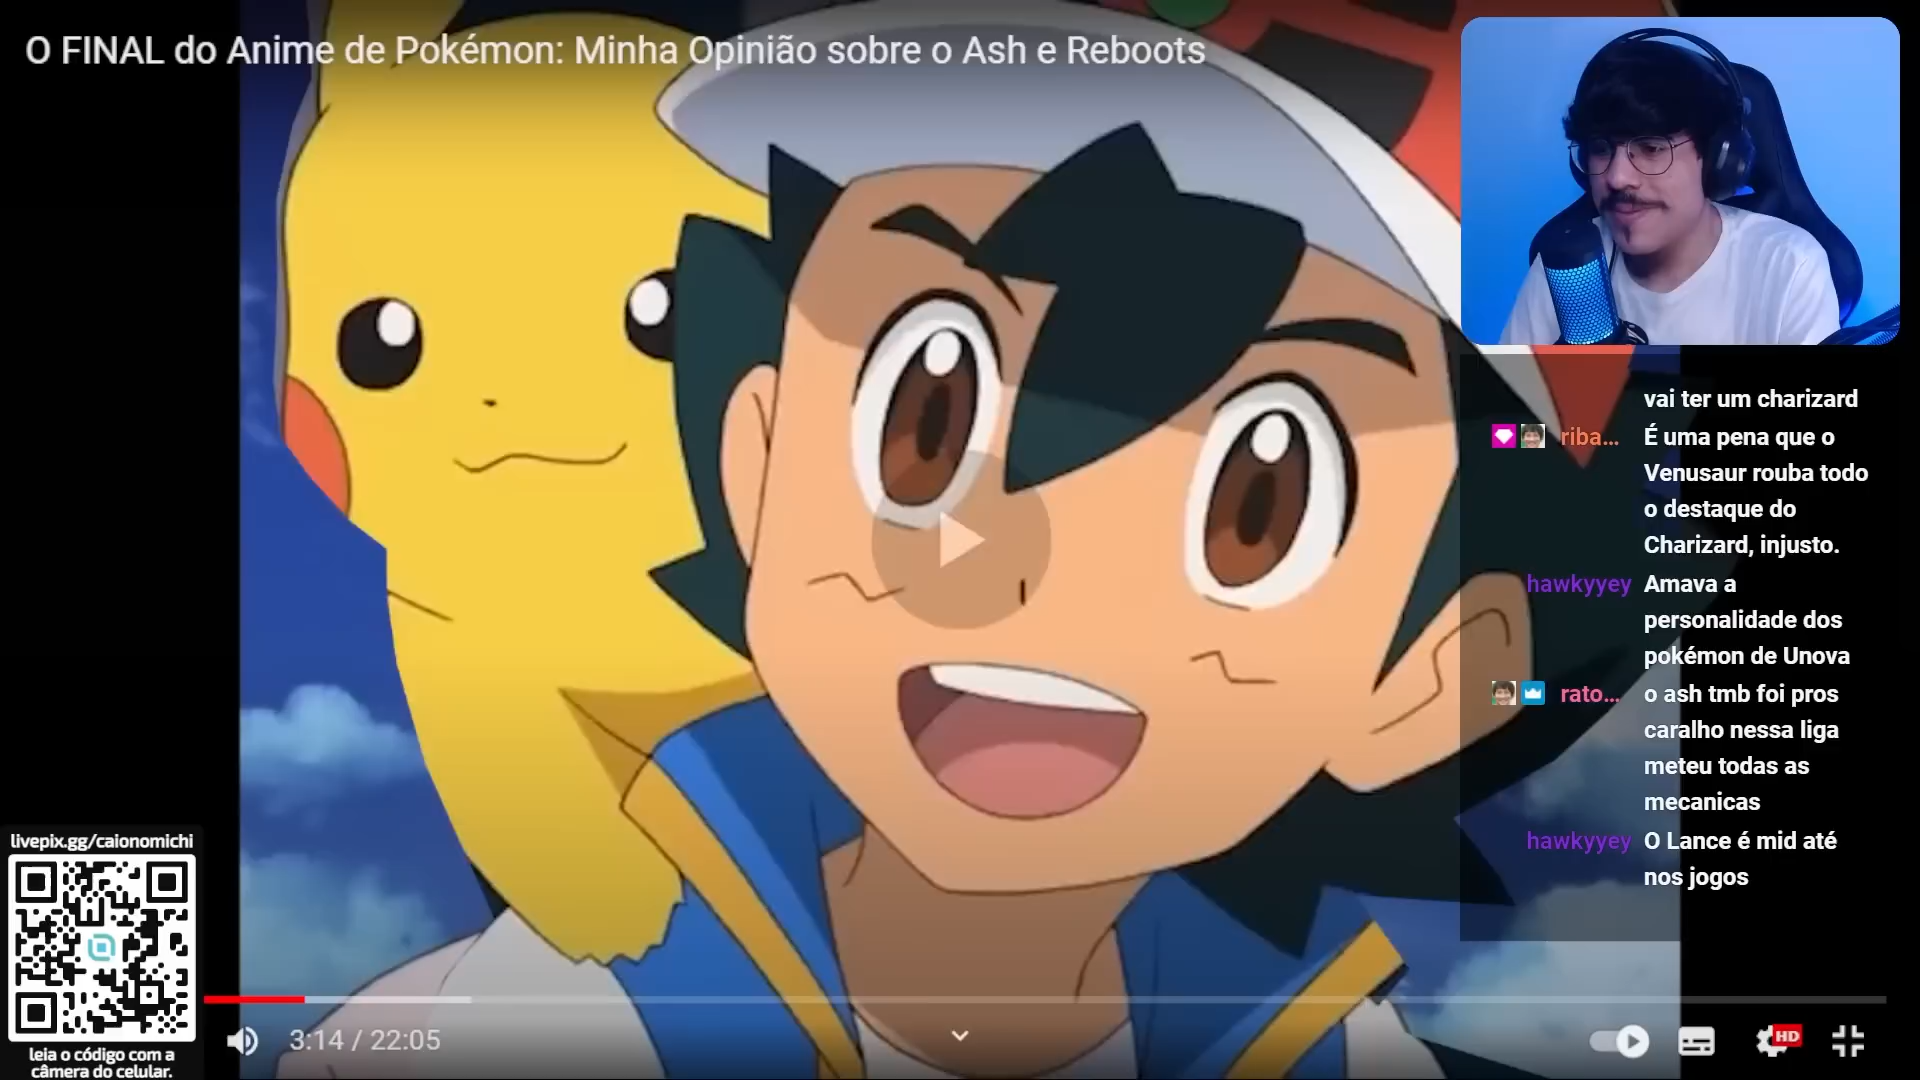 O FINAL do Anime de Pokémon: Minha Opinião sobre o Ash e Reboots
vai ter um charizard
riba... É uma pena que o
Venusaur rouba todo
o destaque do
Charizard, injusto.
hawkyyey Amava a
personalidade dos
pokémon de Unova
rato... o ash tmb foi pros
caralho nessa liga
meteu todas as
mecanicas
hawkyyey O Lance é mid até
nos jogos
livepix.gg/caionomichi
leia o código com a
câmera do celular.
3:14 / 22:05
HD